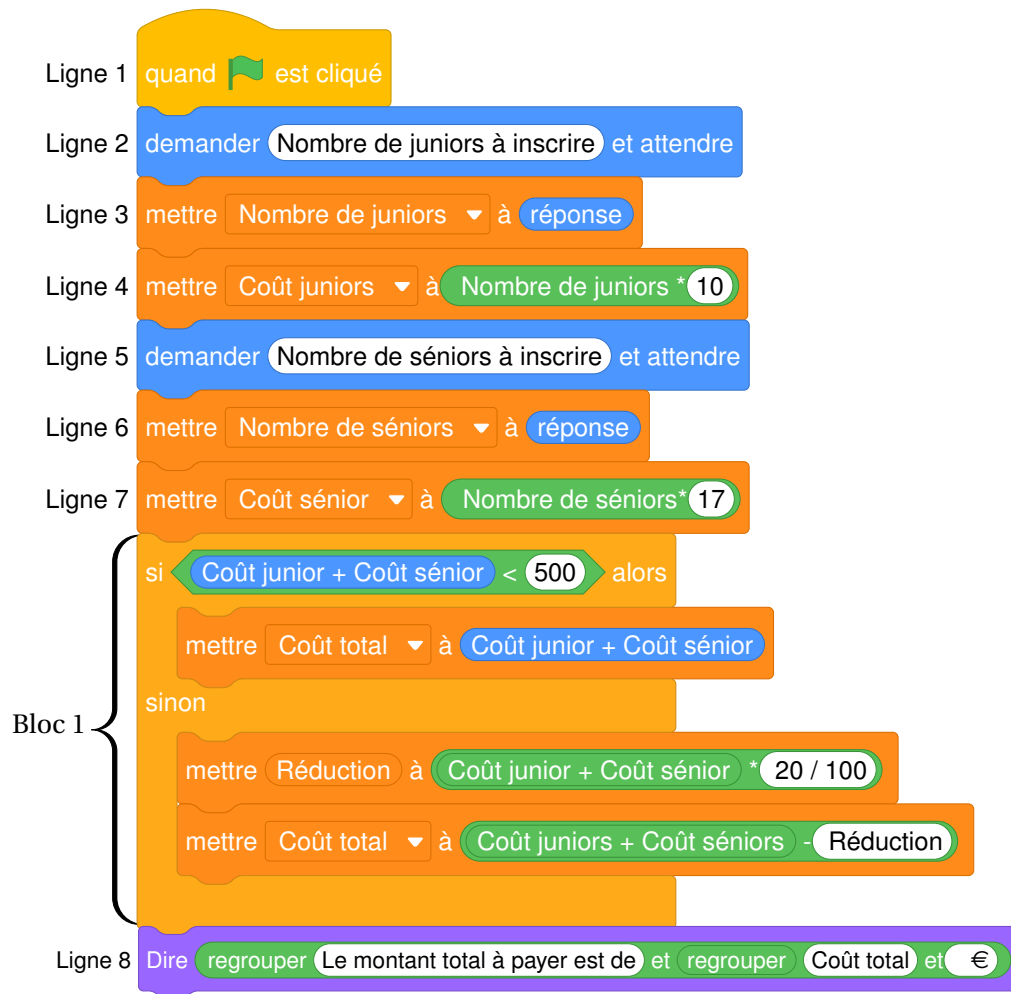 Ligne 1 quand est cliqué
Ligne 2 demander Nombre de juniors à inscrire et attendre
Ligne 3 mettre Nombre de juniors à réponse
Ligne 4 mettre Coût juniors à Nombre de juniors * 10
Ligne 5 demander Nombre de séniors à inscrire et attendre
Ligne 6 mettre Nombre de séniors à réponse
Ligne 7 mettre Coût sénior à Nombre de séniors* 17
si Coût junior + Coût sénior < 500 alors
mettre Coût total à Coût junior + Coût sénior
sinon
Bloc 1
mettre Réduction à Coût junior + Coût sénior * 20 / 100
mettre Coût total à Coût juniors + Coût séniors - Réduction
Ligne 8 Dire regrouper Le montant total à payer est de et regrouper Coût total et €